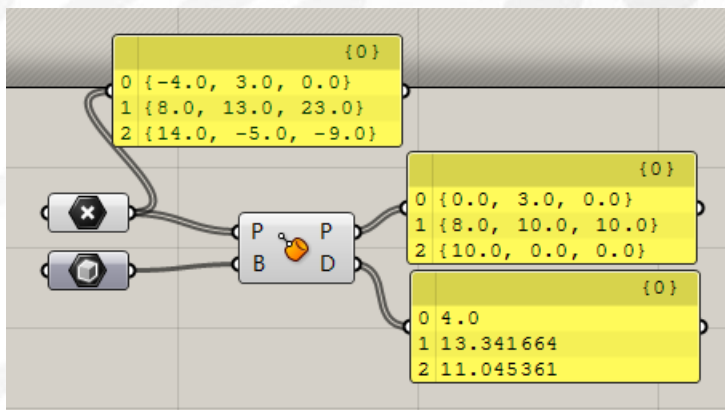 {0}
0 {-4.0, 3.0, 0.0}
1 {8.0, 13.0, 23.0}
2 {14.0, -5.0, -9.0}
{0}
0 {0.0, 3.0, 0.0}
1 {8.0, 10.0, 10.0}
2 {10.0, 0.0, 0.0}
P P
B D
{0}
0 4.0
1 13.341664
2 11.045361